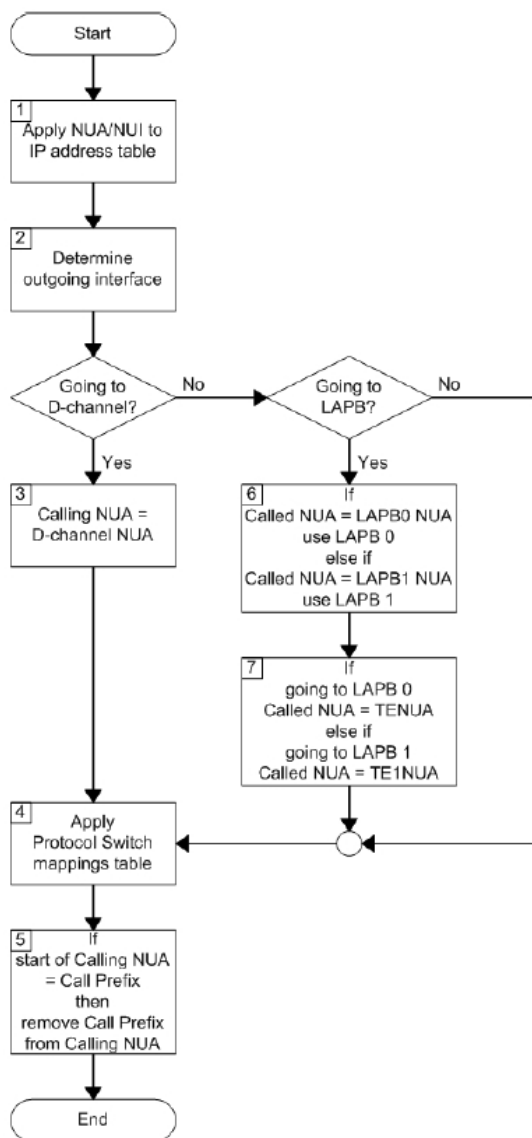 Start
1
Apply NUA/NUI to
IP address table
2
Determine
outgoing interface
Going to
D-channel?
No
Yes
Going to
LAPB?
No
Yes
3
Calling NUA =
D-channel NUA
6
If
Called NUA = LAPB0 NUA
use LAPB 0
else if
Called NUA = LAPB1 NUA
use LAPB 1
7
If
going to LAPB 0
Called NUA = TENUA
else if
going to LAPB 1
Called NUA = TE1NUA
4
Apply
Protocol Switch
mappings table
5
If
start of Calling NUA
= Call Prefix
then
remove Call Prefix
from Calling NUA
End